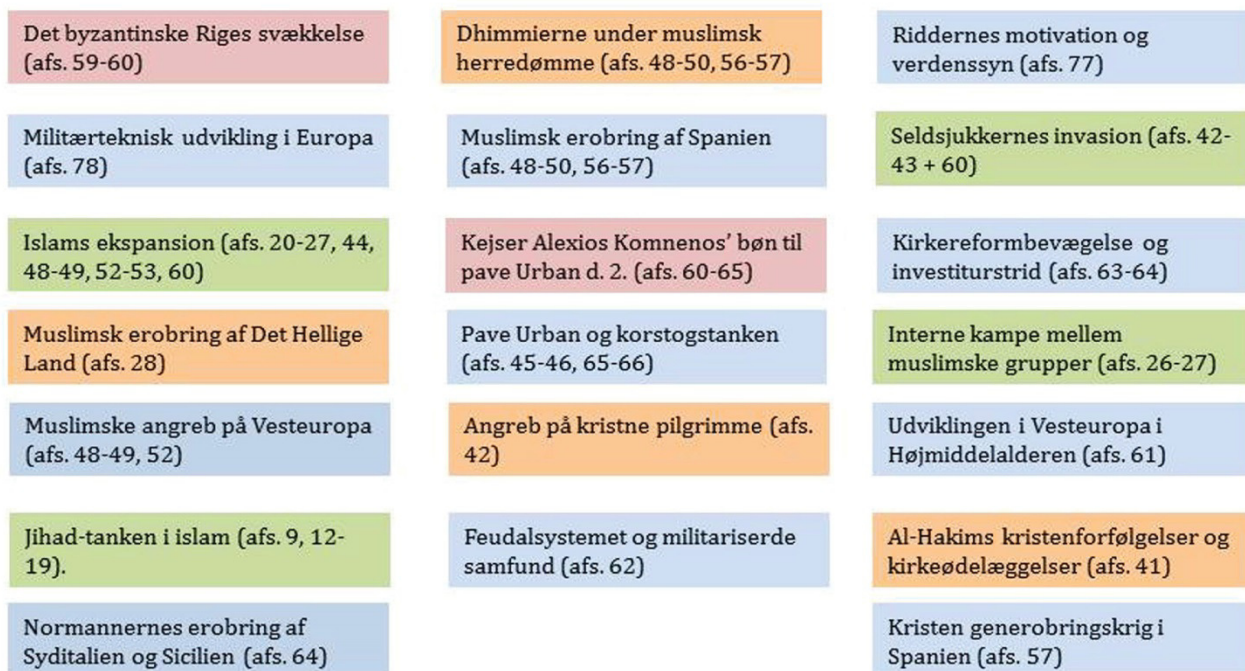 Det byzantinske Riges svækkelse
(afs. 59-60)
Dhimmierne under muslimsk
herredømme (afs. 48-50, 56-57)
Riddernes motivation og
verdenssyn (afs. 77)
Militærteknisk udvikling i Europa
(afs. 78)
Muslimsk erobring af Spanien
(afs. 48-50, 56-57)
Seldsjukkernes invasion (afs. 42-
43 + 60)
Islams ekspansion (afs. 20-27, 44,
48-49, 52-53, 60)
Kejser Alexios Komnenos’ bøn til
pave Urban d. 2. (afs. 60-65)
Kirkereformbevægelse og
investiturstrid (afs. 63-64)
Muslimsk erobring af Det Hellige
Land (afs. 28)
Pave Urban og korstogstanken
(afs. 45-46, 65-66)
Interne kampe mellem
muslimske grupper (afs. 26-27)
Muslimske angreb på Vesteuropa
(afs. 48-49, 52)
Angreb på kristne pilgrimme (afs.
42)
Udviklingen i Vesteuropa i
Højmiddelalderen (afs. 61)
Jihad-tanken i islam (afs. 9, 12-
19).
Feudalsystemet og militariserde
samfund (afs. 62)
Al-Hakims kristenforfølgelser og
kirkeødelæggelser (afs. 41)
Normannernes erobring af
Syditalien og Sicilien (afs. 64)
Kristen generobringskrig i
Spanien (afs. 57)